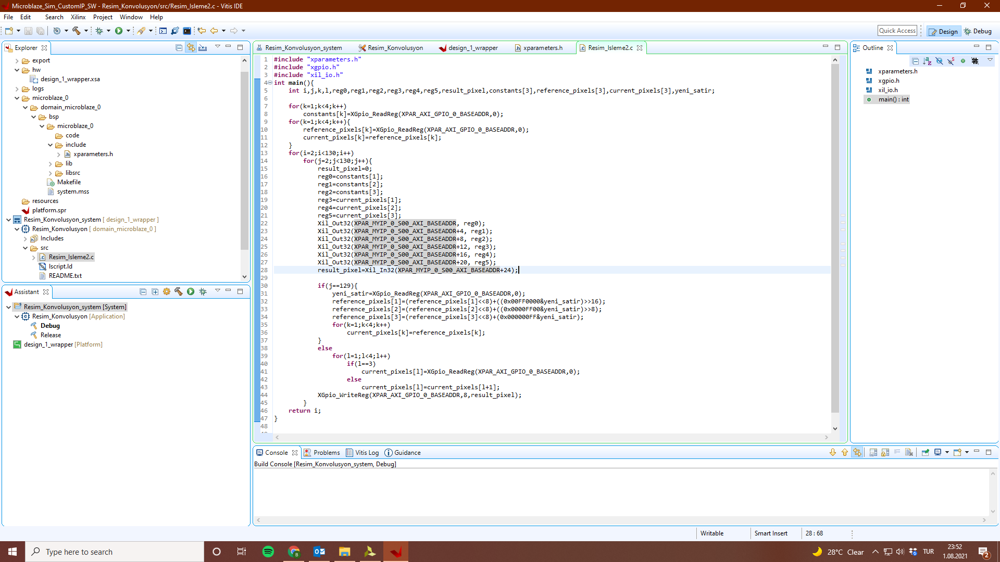 Microblaze_Sim_CustomIP_SW - Resim_Konvolusyon/src/Resim_Isleme2.c - Vitis IDE
File Edit Search Xilinx Project Window Help
Quick Access
Design
Debug
Explorer
export
hw
design_1_wrapper.xsa
logs
microblaze_0
domain_microblaze_0
bsp
microblaze_0
code
include
xparameters.h
lib
libsrc
Makefile
system.mss
resources
platform.spr
Resim_Konvolusyon_system [ design_1_wrapper ]
Resim_Konvolusyon [ domain_microblaze_0 ]
Includes
src
Resim_Isleme2.c
lscript.ld
README.txt
Assistant
Resim_Konvolusyon_system [System]
Resim_Konvolusyon [Application]
Debug
Release
design_1_wrapper [Platform]
Resim_Konvolusyon_system
Resim_Konvolusyon
design_1_wrapper
xparameters.h
Resim_Isleme2.c
1 #include "xparameters.h"
2 #include "xgpio.h"
3 #include "xil_io.h"
4 int main(){
5 int i,j,k,l,reg0,reg1,reg2,reg3,reg4,reg5,result_pixel,constants[3],reference_pixels[3],current_pixels[3],yeni_satir;
6
7 for(k=1;k<4;k++)
8 constants[k]=XGpio_ReadReg(XPAR_AXI_GPIO_0_BASEADDR,0);
9 for(k=1;k<4;k++){
10 reference_pixels[k]=XGpio_ReadReg(XPAR_AXI_GPIO_0_BASEADDR,0);
11 current_pixels[k]=reference_pixels[k];
12 }
13 for(i=2;i<130;i++)
14 for(j=2;j<130;j++){
15 result_pixel=0;
16 reg0=constants[1];
17 reg1=constants[2];
18 reg2=constants[3];
19 reg3=current_pixels[1];
20 reg4=current_pixels[2];
21 reg5=current_pixels[3];
22 Xil_Out32(XPAR_MYIP_0_S00_AXI_BASEADDR, reg0);
23 Xil_Out32(XPAR_MYIP_0_S00_AXI_BASEADDR+4, reg1);
24 Xil_Out32(XPAR_MYIP_0_S00_AXI_BASEADDR+8, reg2);
25 Xil_Out32(XPAR_MYIP_0_S00_AXI_BASEADDR+12, reg3);
26 Xil_Out32(XPAR_MYIP_0_S00_AXI_BASEADDR+16, reg4);
27 Xil_Out32(XPAR_MYIP_0_S00_AXI_BASEADDR+20, reg5);
28 result_pixel=Xil_In32(XPAR_MYIP_0_S00_AXI_BASEADDR+24);
29
30 if(j==129){
31 yeni_satir=XGpio_ReadReg(XPAR_AXI_GPIO_0_BASEADDR,0);
32 reference_pixels[1]=(reference_pixels[1]<<8)+((0x00FF0000&yeni_satir)>>16);
33 reference_pixels[2]=(reference_pixels[2]<<8)+((0x0000FF00&yeni_satir)>>8);
34 reference_pixels[3]=(reference_pixels[3]<<8)+(0x000000FF&yeni_satir);
35 for(k=1;k<4;k++)
36 current_pixels[k]=reference_pixels[k];
37 }
38 else
39 for(l=1;l<4;l++)
40 if(l==3)
41 current_pixels[l]=XGpio_ReadReg(XPAR_AXI_GPIO_0_BASEADDR,0);
42 else
43 current_pixels[l]=current_pixels[l+1];
44 XGpio_WriteReg(XPAR_AXI_GPIO_0_BASEADDR,8,result_pixel);
45 }
46 return i;
47 }
48
Outline
xparameters.h
xgpio.h
xil_io.h
main() : int
Console
Problems
Vitis Log
Guidance
Build Console [Resim_Konvolusyon_system, Debug]
Writable
Smart Insert
28 : 68
Type here to search
28°C Clear
TUR
23:52
1.08.2021
2